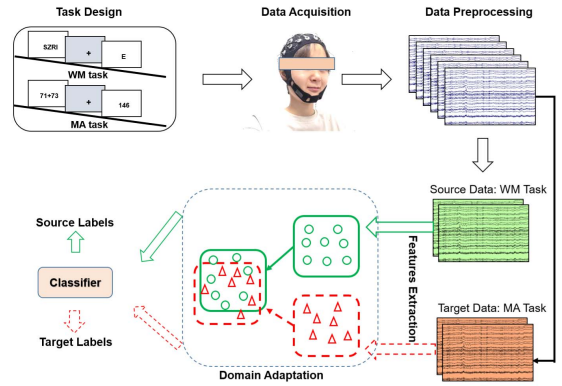 Task Design
Data Acquisition
Data Preprocessing
SZRI
+
E
WM task
71+73
+
146
MA task
Source Data: WM Task
Source Labels
Features Extraction
Classifier
Target Data: MA Task
Target Labels
Domain Adaptation